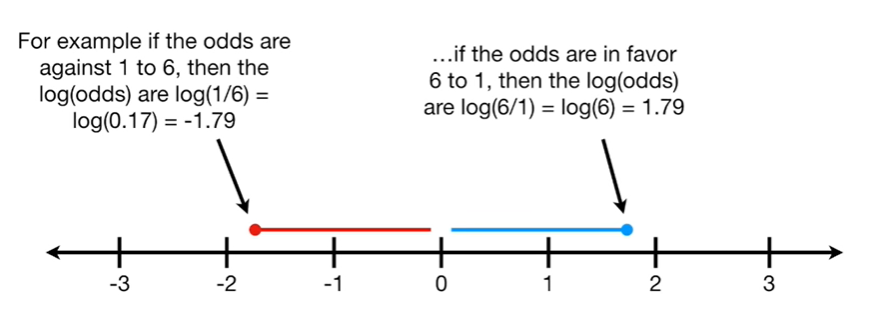 For example if the odds are
against 1 to 6, then the
log(odds) are log(1/6) =
log(0.17) = -1.79
…if the odds are in favor
6 to 1, then the log(odds)
are log(6/1) = log(6) = 1.79
-3 -2 -1 0 1 2 3